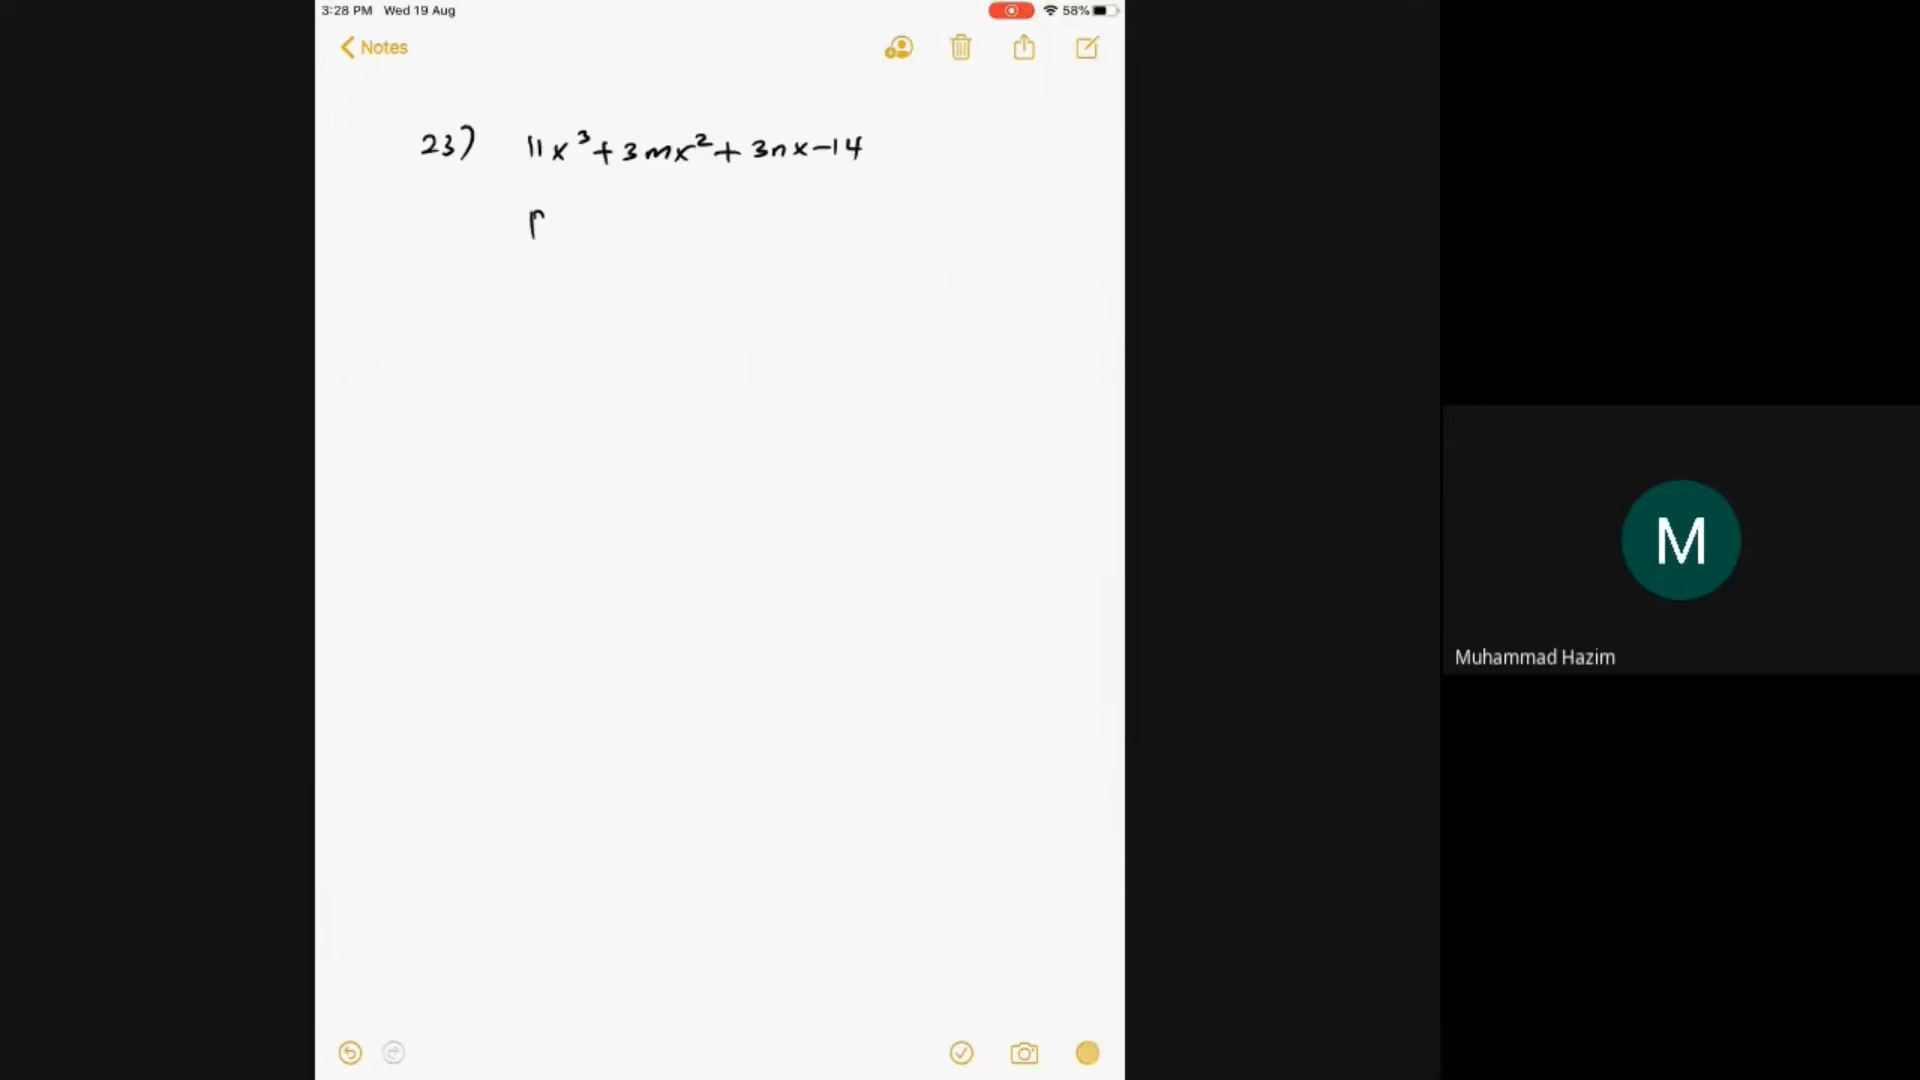 3:28 PM Wed 19 Aug 58%
Notes
23) 11x³ + 3mx² + 3nx - 14
M
Muhammad Hazim